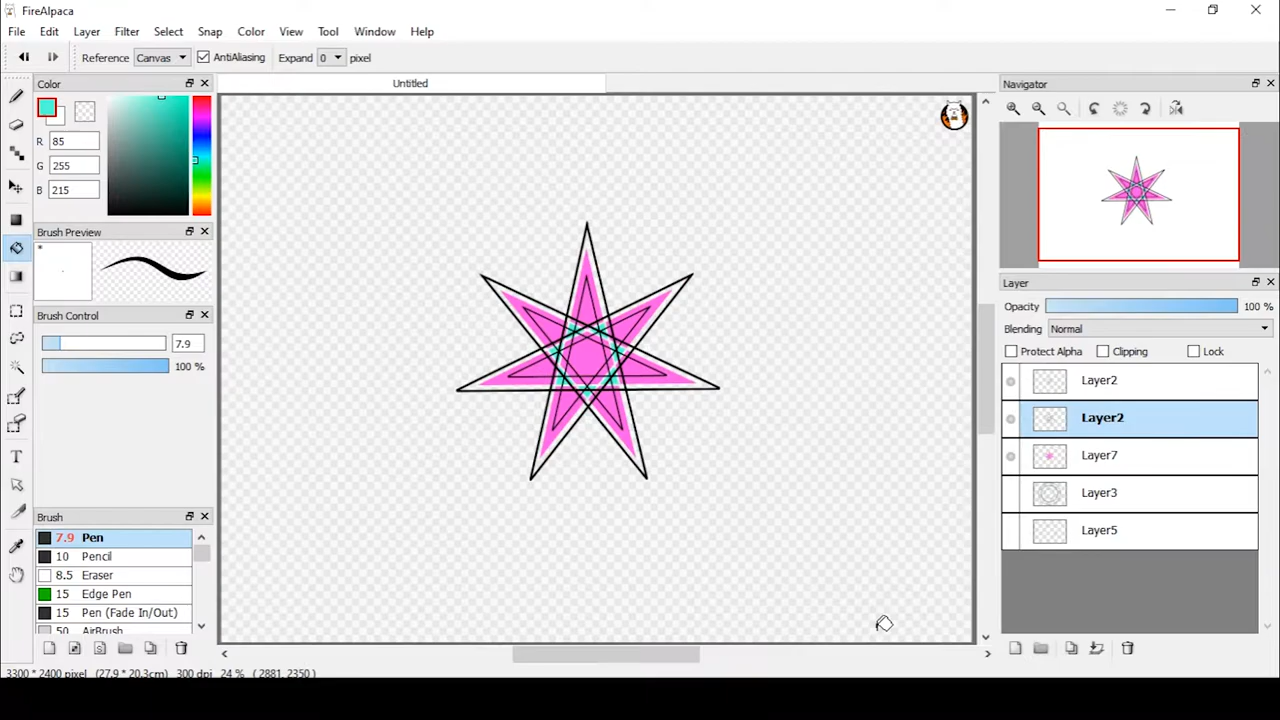 FireAlpaca
File Edit Layer Filter Select Snap Color View Tool Window Help
Reference Canvas AntiAliasing Expand 0 pixel
Color
Untitled
Navigator
R 85
G 255
B 215
Brush Preview
*
Brush Control
7.9
100 %
Layer
Opacity 100 %
Blending Normal
Protect Alpha Clipping Lock
Layer2
Layer2
Layer7
Layer3
Layer5
Brush
7.9 Pen
10 Pencil
8.5 Eraser
15 Edge Pen
15 Pen (Fade In/Out)
50 AirBrush
3300 * 2400 pixel (27.9 * 20.3cm) 300 dpi 24 % ( 2881, 2350 )